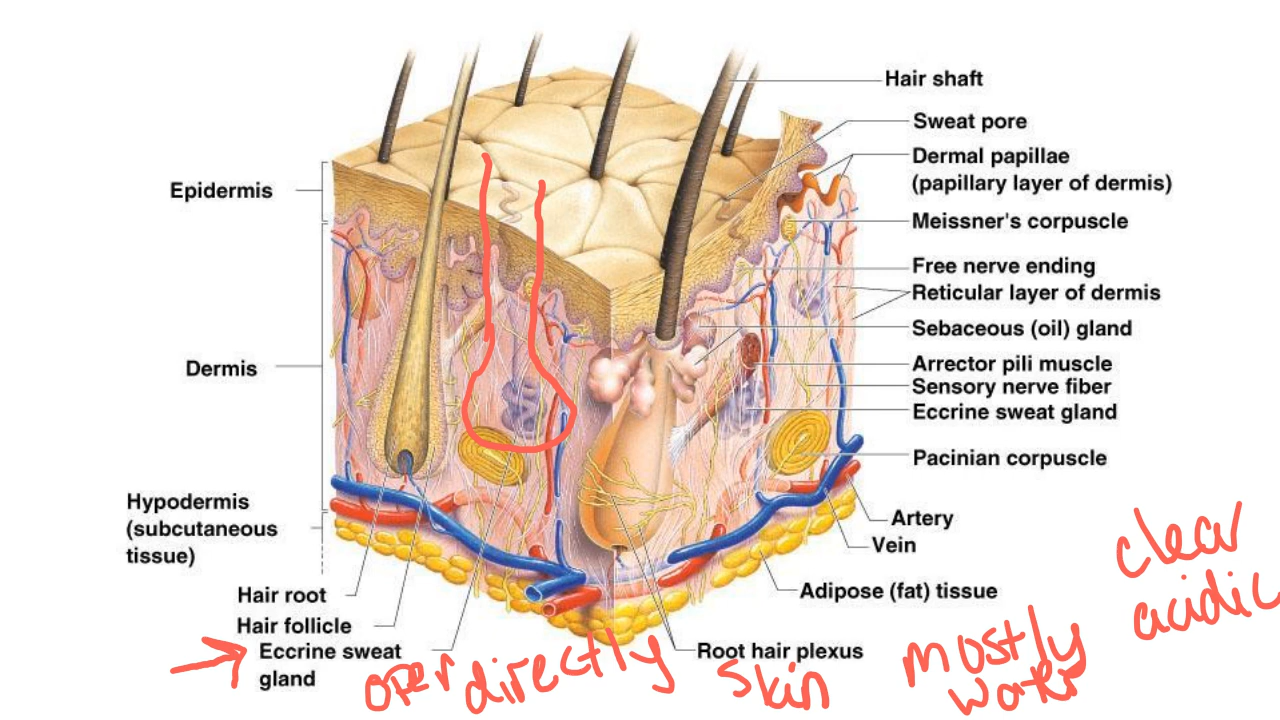 Hair shaft
Sweat pore
Dermal papillae
(papillary layer of dermis)
Meissner's corpuscle
Free nerve ending
Reticular layer of dermis
Sebaceous (oil) gland
Arrector pili muscle
Sensory nerve fiber
Eccrine sweat gland
Pacinian corpuscle
Artery
Vein
Adipose (fat) tissue
Root hair plexus
Epidermis
Dermis
Hypodermis
(subcutaneous
tissue)
Hair root
Hair follicle
Eccrine sweat
gland
directly skin
mostly
water
clear
acidic